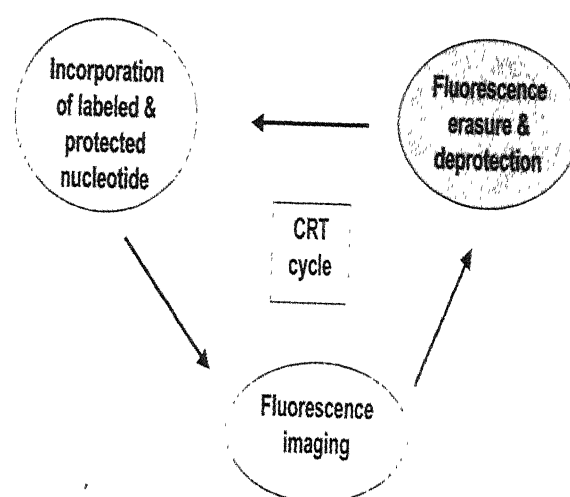 Incorporation
of labeled &
protected
nucleotide
Fluorescence
erasure &
deprotection
CRT
cycle
Fluorescence
imaging